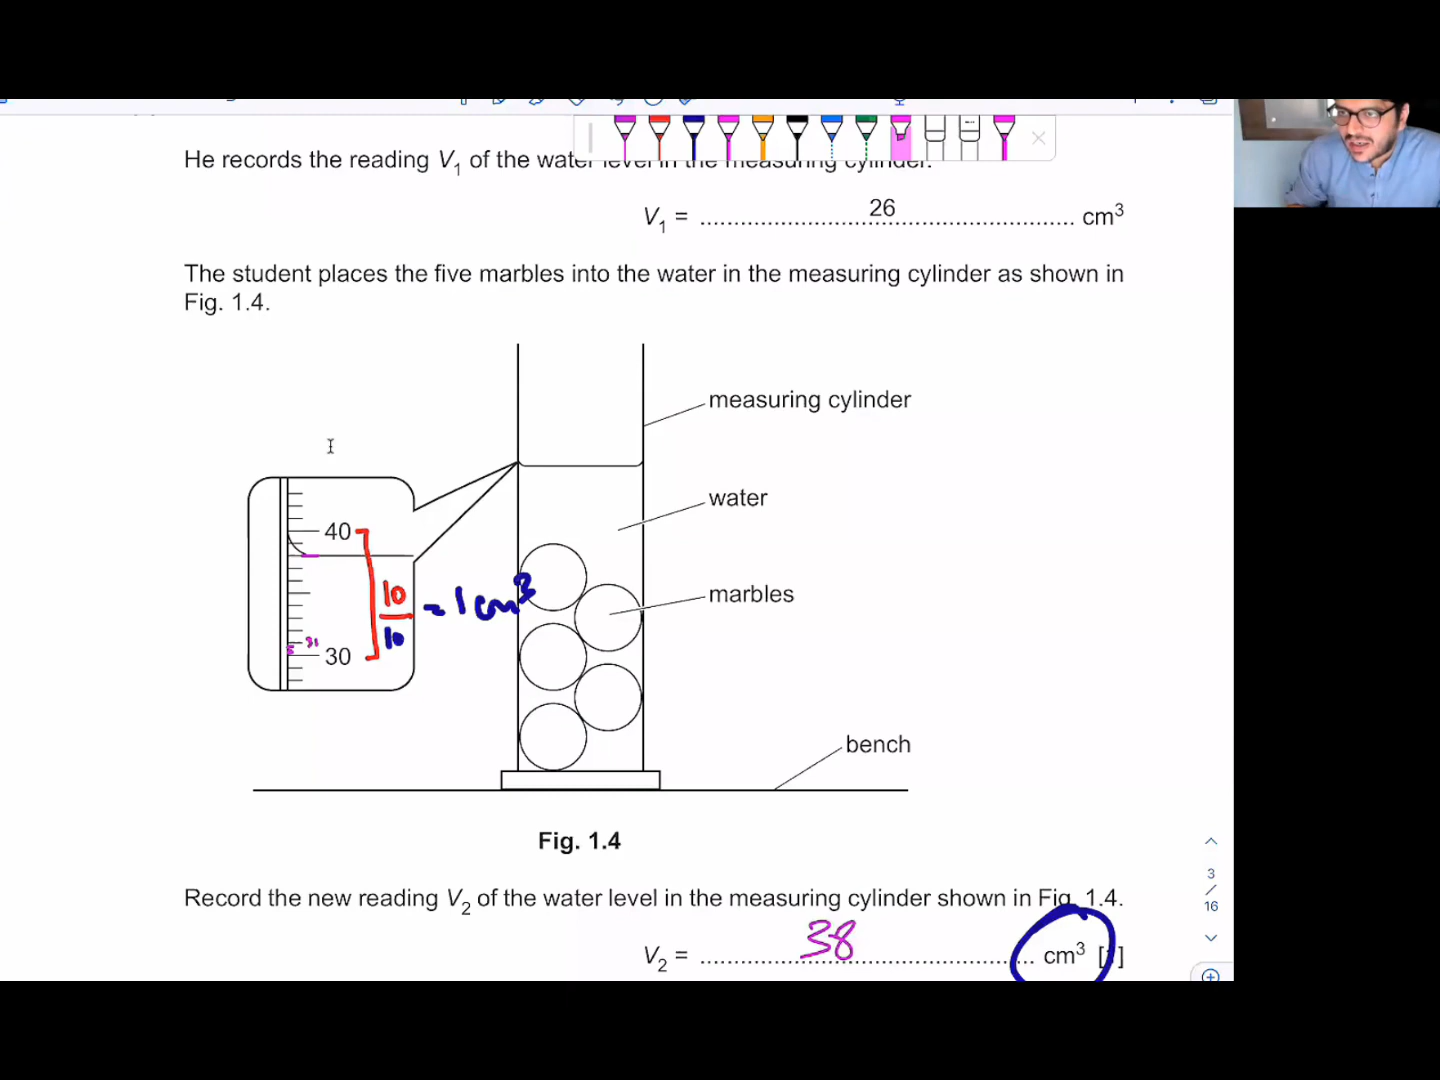 He records the reading V1 of the water level in the measuring cylinder.
V1 = 26 cm³
The student places the five marbles into the water in the measuring cylinder as shown in
Fig. 1.4.
measuring cylinder
water
40
10
10
= 1cm³
marbles
31
30
bench
Fig. 1.4
Record the new reading V2 of the water level in the measuring cylinder shown in Fig. 1.4.
V2 = 38 cm³
3
/
16